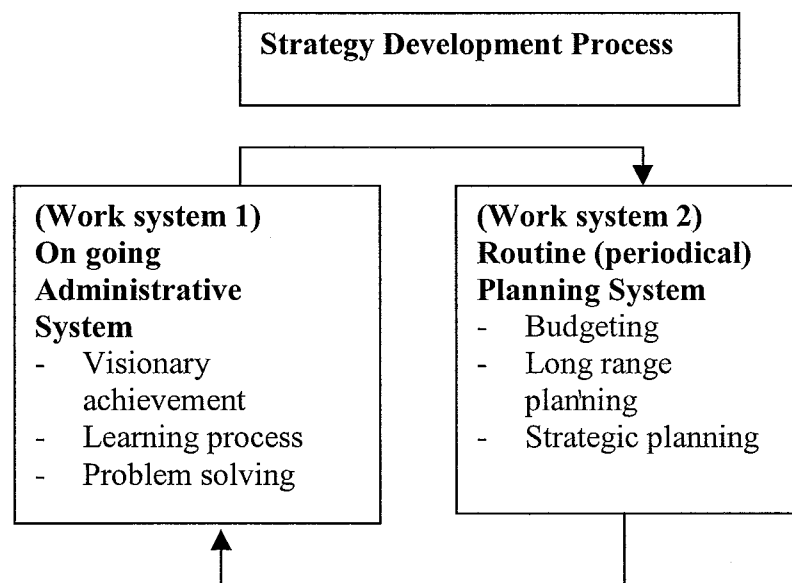 Strategy Development Process
(Work system 1)
On going
Administrative
System
- Visionary
achievement
- Learning process
- Problem solving
(Work system 2)
Routine (periodical)
Planning System
- Budgeting
- Long range
planning
- Strategic planning